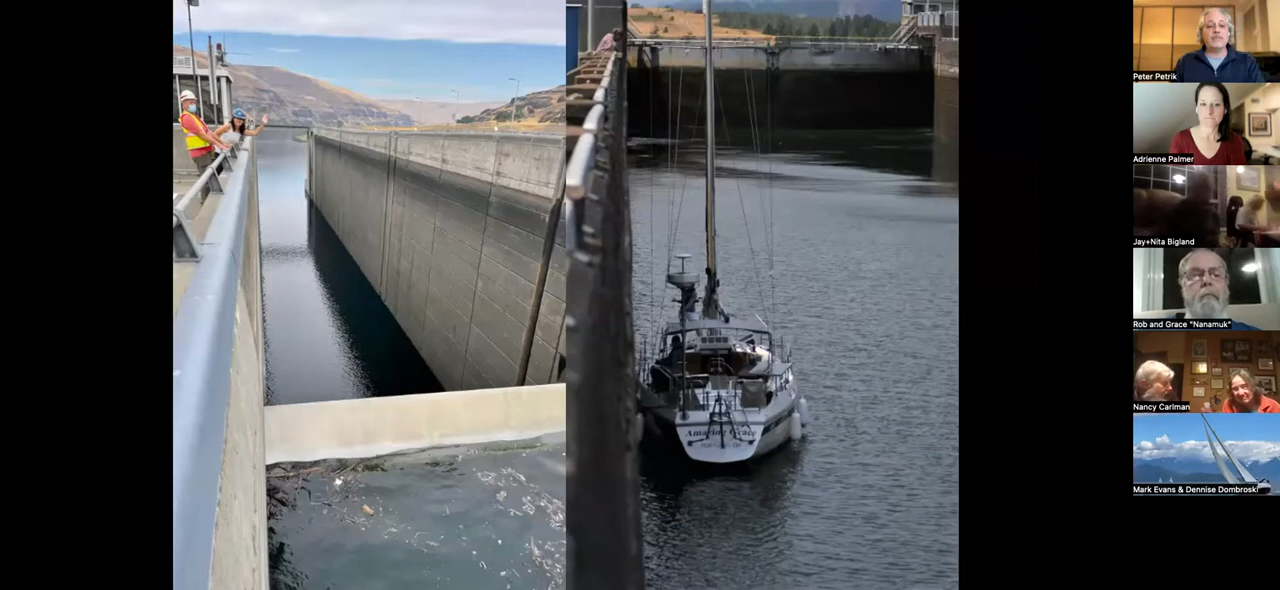 Amazing Grace
Peter Petrik
Adrienne Palmer
Jay+Nita Bigland
Rob and Grace "Nanamuk"
Nancy Carlman
Mark Evans & Dennise Dombroski